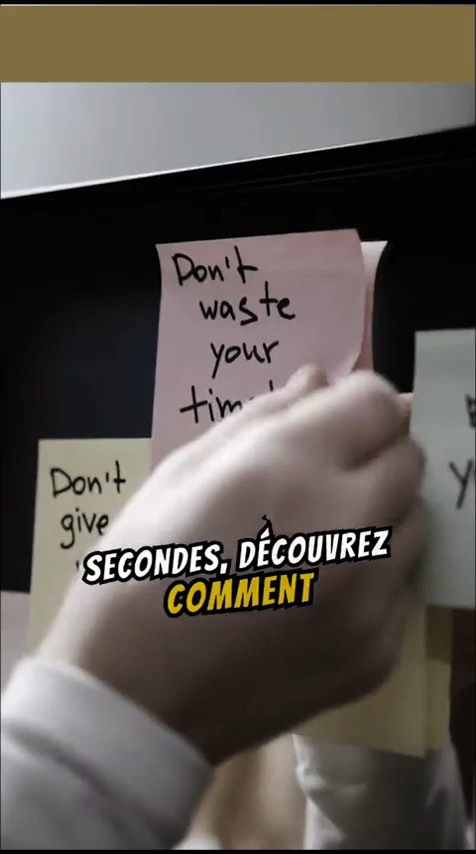 Don't
waste
your
Don't
give
SECONDES, DÉCOUVREZ
COMMENT